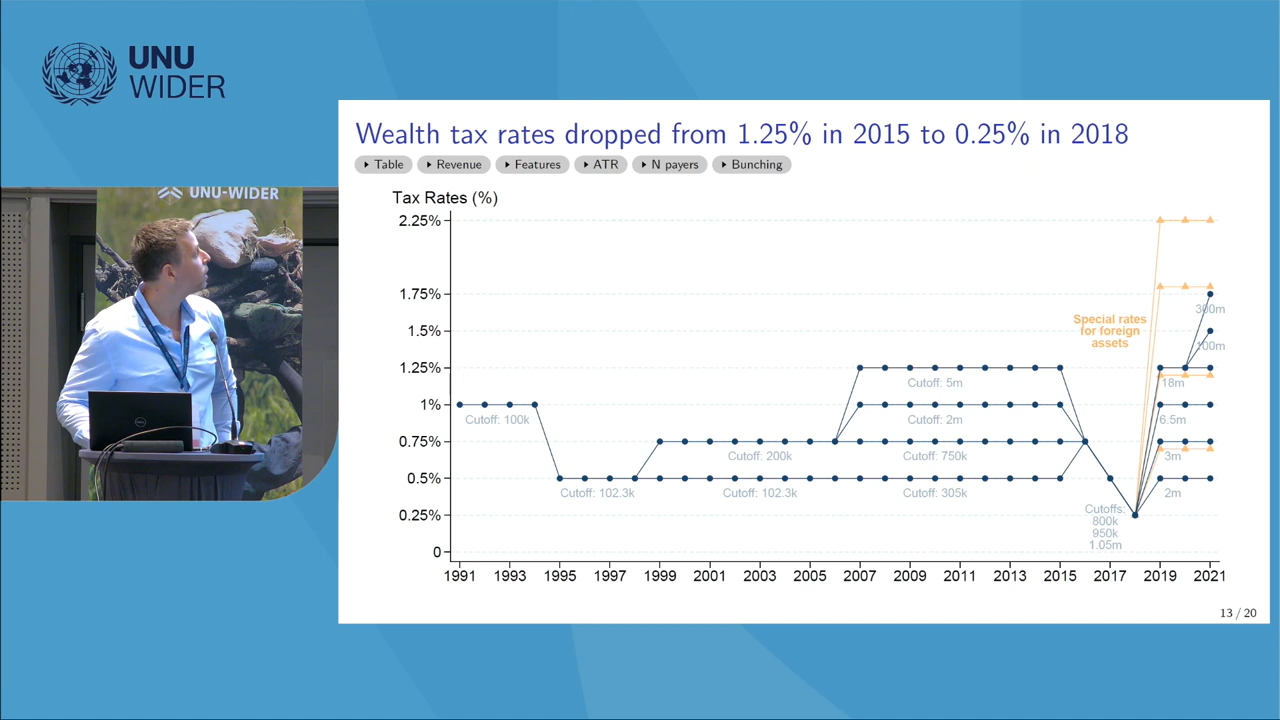 UNU
WIDER
UNU-WIDER
Wealth tax rates dropped from 1.25% in 2015 to 0.25% in 2018
Table Revenue Features ATR N payers Bunching
Tax Rates (%)
2.25%
1.75%
1.5%
1.25%
1%
0.75%
0.5%
0.25%
0
Cutoff: 100k
Cutoff: 102.3k
Cutoff: 200k
Cutoff: 102.3k
Cutoff: 5m
Cutoff: 2m
Cutoff: 750k
Cutoff: 305k
Cutoffs:
800k
950k
1.05m
Special rates
for foreign
assets
300m
100m
18m
6.5m
3m
2m
1991 1993 1995 1997 1999 2001 2003 2005 2007 2009 2011 2013 2015 2017 2019 2021
13 / 20